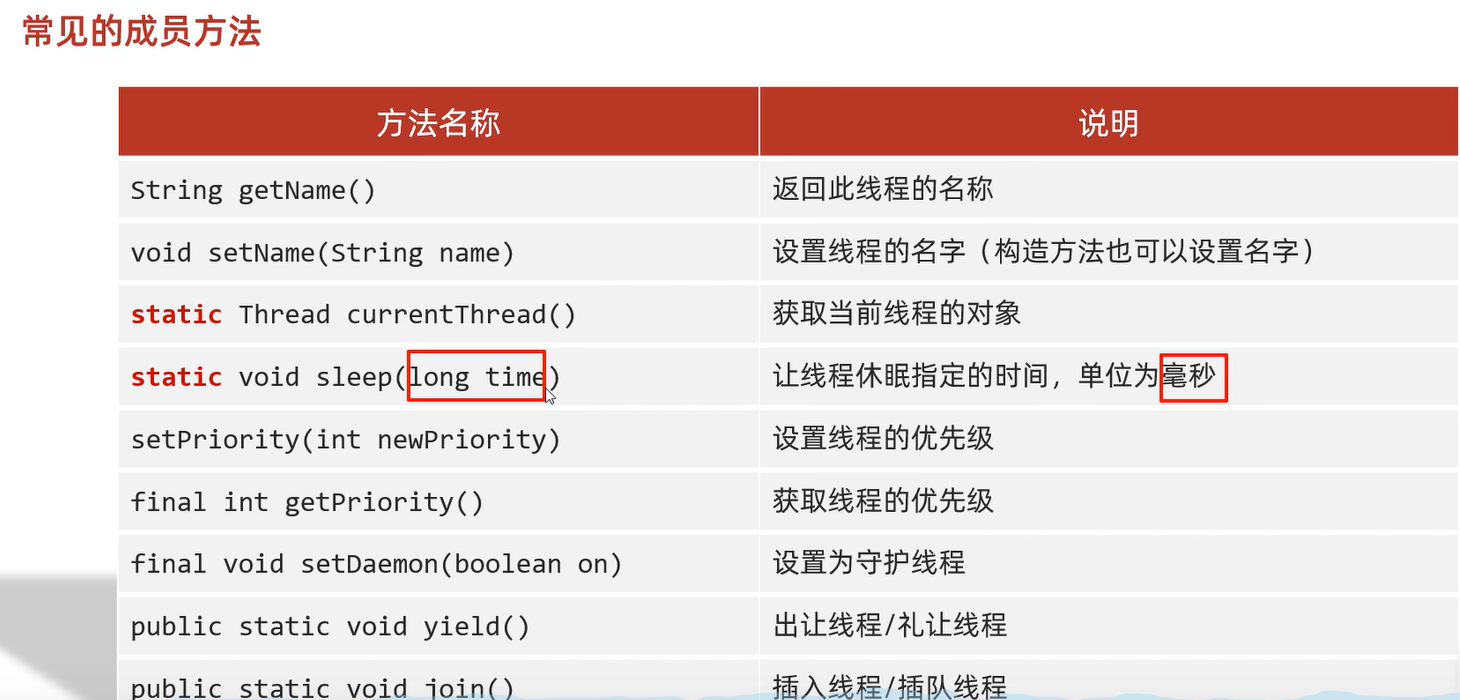 常见的成员方法
方法名称 说明
String getName() 返回此线程的名称
void setName(String name) 设置线程的名字（构造方法也可以设置名字）
static Thread currentThread() 获取当前线程的对象
static void sleep(long time) 让线程休眠指定的时间，单位为毫秒
setPriority(int newPriority) 设置线程的优先级
final int getPriority() 获取线程的优先级
final void setDaemon(boolean on) 设置为守护线程
public static void yield() 出让线程/礼让线程
public static void join() 插入线程/插队线程